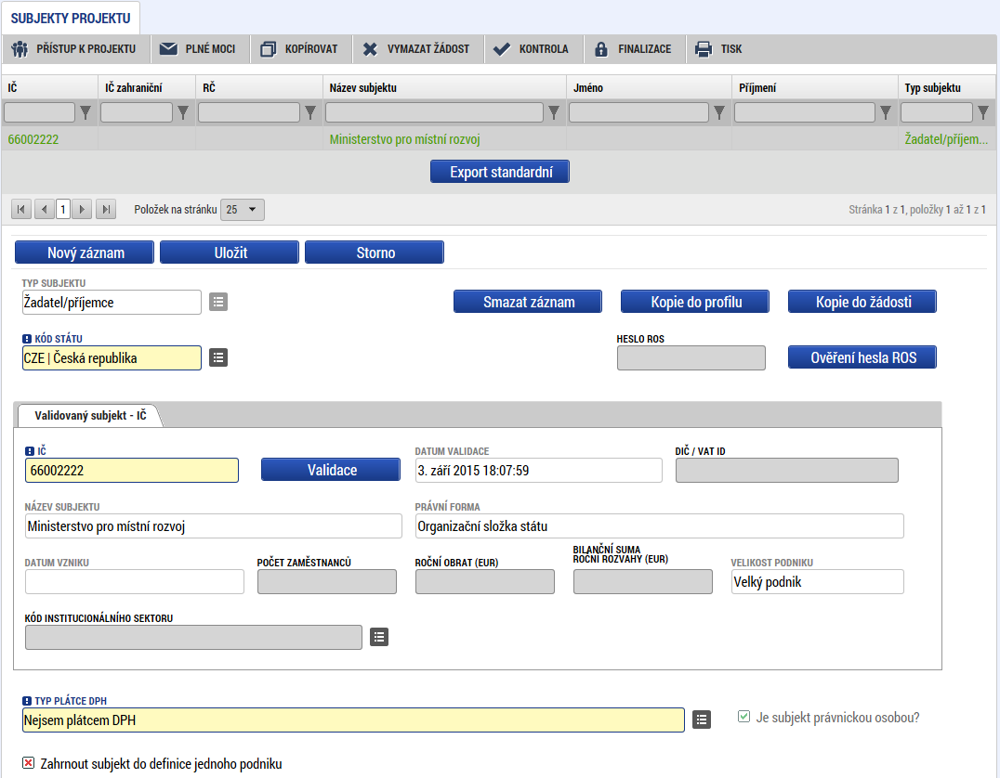 SUBJEKTY PROJEKTU
PŘÍSTUP K PROJEKTU PLNÉ MOCI KOPÍROVAT VYMAZAT ŽÁDOST KONTROLA FINALIZACE TISK
IČ IČ zahraniční RČ Název subjektu Jméno Příjmení Typ subjektu
66002222 Ministerstvo pro místní rozvoj Žadatel/příjem...
Export standardní
1 Položek na stránku 25 Stránka 1 z 1, položky 1 až 1 z 1
Nový záznam Uložit Storno
TYP SUBJEKTU
Žadatel/příjemce Smazat záznam Kopie do profilu Kopie do žádosti
KÓD STÁTU HESLO ROS
CZE | Česká republika Ověření hesla ROS
Validovaný subjekt - IČ
IČ DATUM VALIDACE DIČ / VAT ID
66002222 Validace 3. září 2015 18:07:59
NÁZEV SUBJEKTU PRÁVNÍ FORMA
Ministerstvo pro místní rozvoj Organizační složka státu
DATUM VZNIKU POČET ZAMĚSTNANCŮ ROČNÍ OBRAT (EUR) BILANČNÍ SUMA ROČNÍ ROZVAHY (EUR) VELIKOST PODNIKU
Velký podnik
KÓD INSTITUCIONÁLNÍHO SEKTORU
TYP PLÁTCE DPH
Nejsem plátcem DPH Je subjekt právnickou osobou?
Zahrnout subjekt do definice jednoho podniku